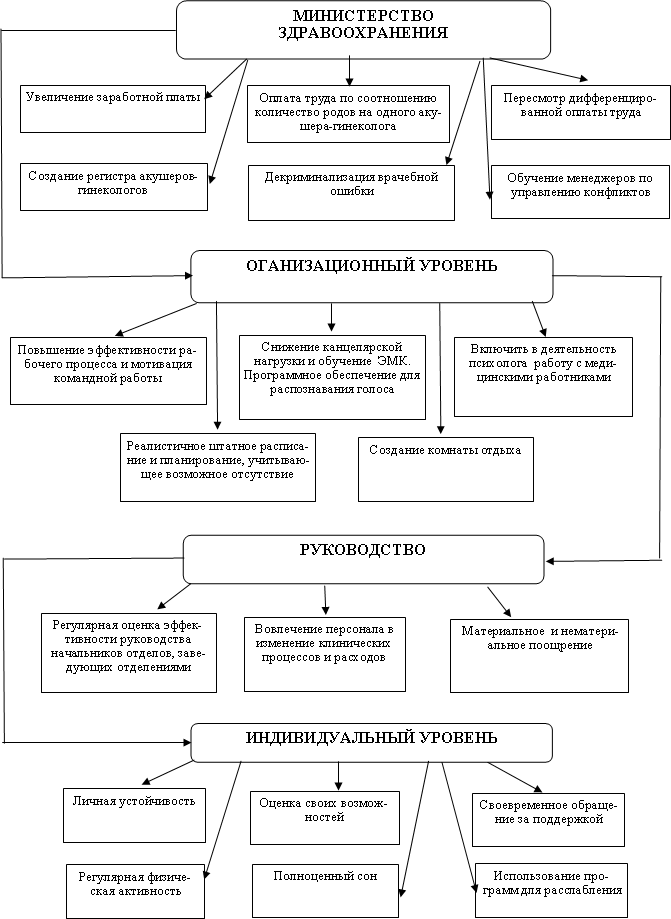 МИНИСТЕРСТВО
ЗДРАВООХРАНЕНИЯ
Увеличение заработной платы
Оплата труда по соотношению
количество родов на одного аку-
шера-гинеколога
Пересмотр дифференциро-
ванной оплаты труда
Создание регистра акушеров-
гинекологов
Декриминализация врачебной
ошибки
Обучение менеджеров по
управлению конфликтов
ОГАНИЗАЦИОННЫЙ УРОВЕНЬ
Повышение эффективности ра-
бочего процесса и мотивация
командной работы
Снижение канцелярской
нагрузки и обучение ЭМК.
Программное обеспечение для
распознавания голоса
Включить в деятельность
психолога работу с меди-
цинскими работниками
Реалистичное штатное расписа-
ние и планирование, учитываю-
щее возможное отсутствие
Создание комнаты отдыха
РУКОВОДСТВО
Регулярная оценка эффек-
тивности руководства
начальников отделов, заве-
дующих отделениями
Вовлечение персонала в
изменение клинических
процессов и расходов
Материальное и нематери-
альное поощрение
ИНДИВИДУАЛЬНЫЙ УРОВЕНЬ
Личная устойчивость
Оценка своих возмож-
ностей
Своевременное обраще-
ние за поддержкой
Регулярная физиче-
ская активность
Полноценный сон
Использование про-
грамм для расслабления